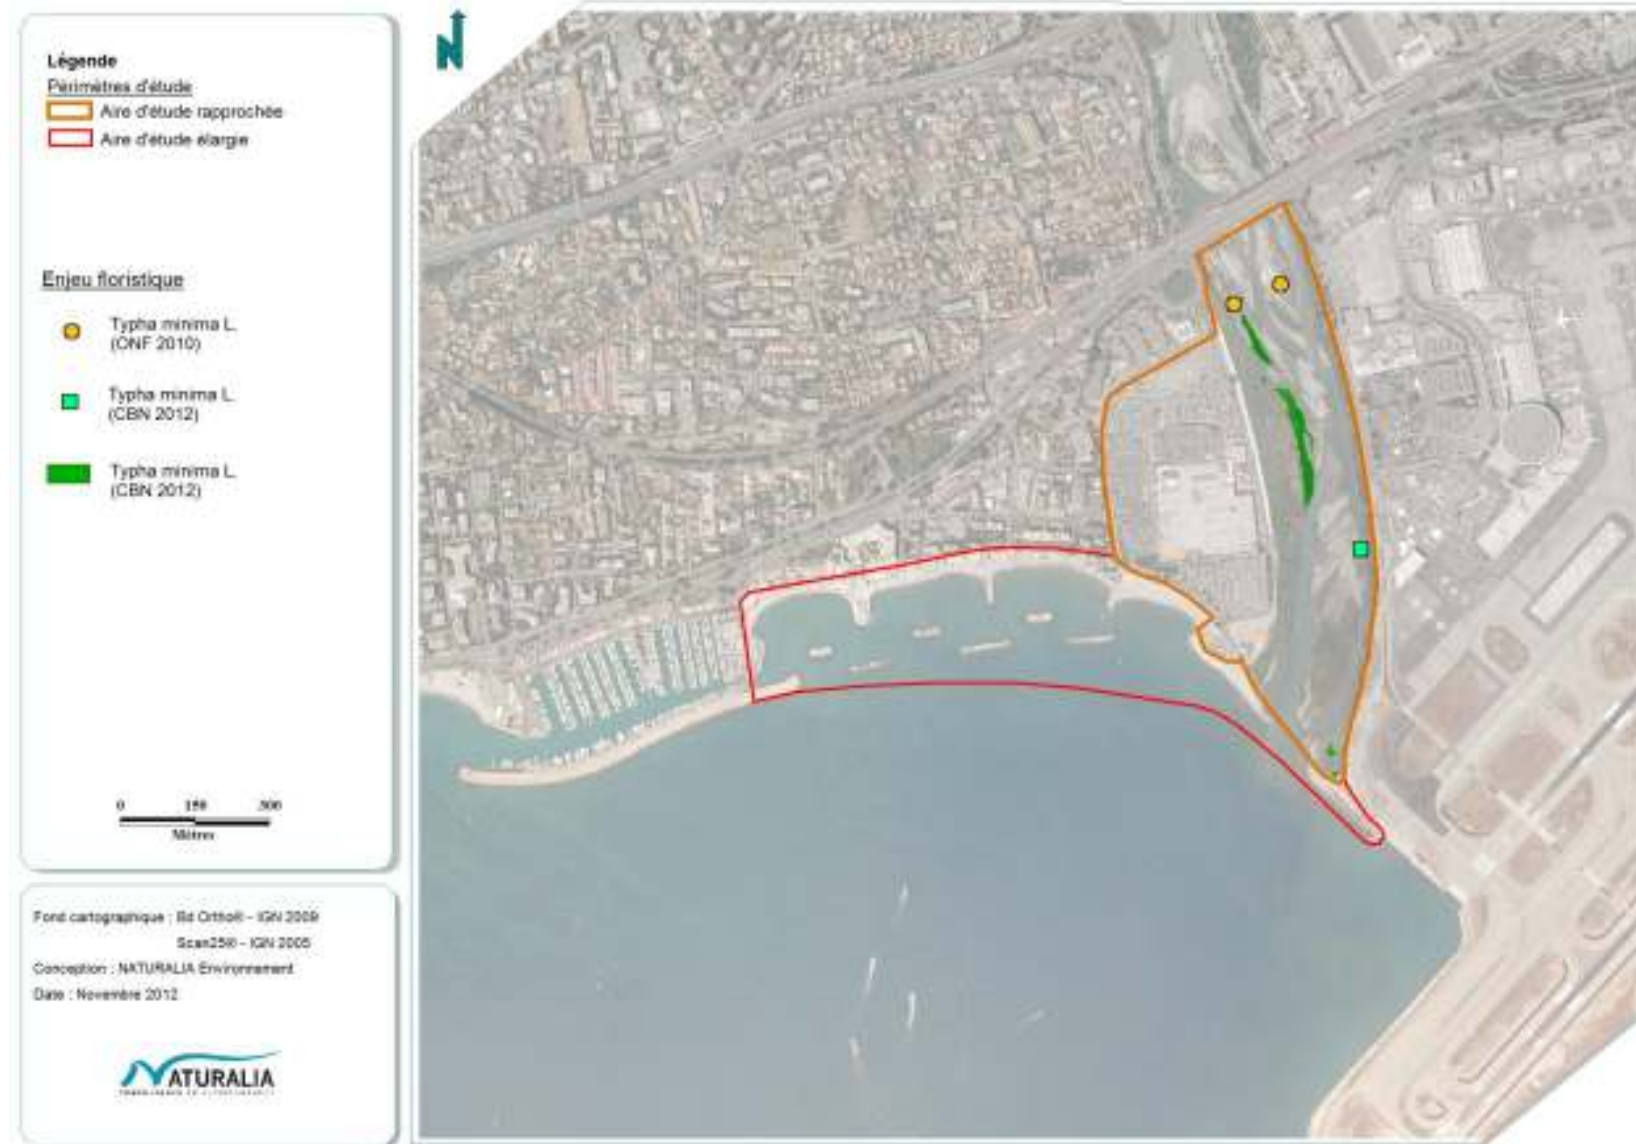 Légende
Périmètres d'étude
Aire d'étude rapprochée
Aire d'étude élargie
N
Enjeu floristique
Typha minima L.
(ONF 2010)
Typha minima L.
(CBN 2012)
Typha minima L.
(CBN 2012)
0 150 300
Mètres
Fond cartographique : Bd Ortho® - IGN 2009
Scan25® - IGN 2005
Conception : NATURALIA Environnement
Date : Novembre 2012
NATURALIA